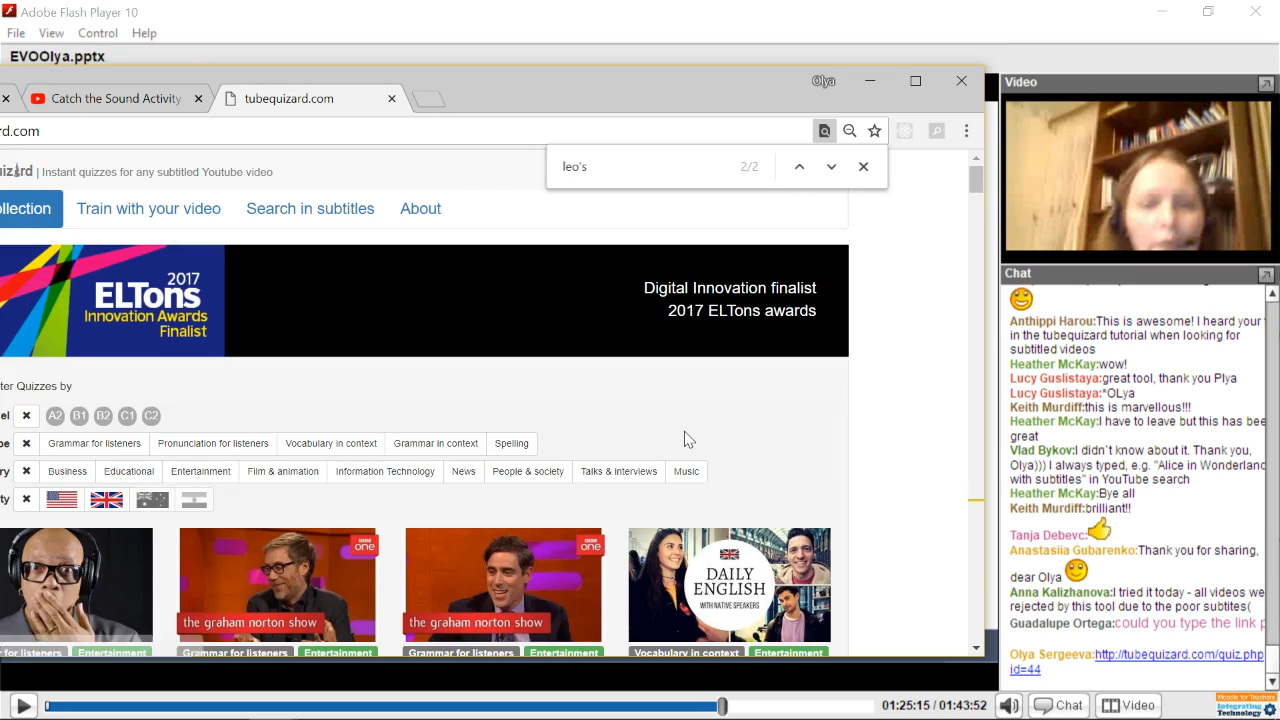 Adobe Flash Player 10
File View Control Help
EVOOlya.pptx
Olya
Catch the Sound Activity
tubequizard.com
rd.com
leo's 2/2
| Instant quizzes for any subtitled Youtube video
ollection Train with your video Search in subtitles About
2017
ELTons
Innovation Awards
Finalist
Digital Innovation finalist
2017 ELTons awards
ter Quizzes by
el A2 B1 B2 C1 C2
pe Grammar for listeners Pronunciation for listeners Vocabulary in context Grammar in context Spelling
ry Business Educational Entertainment Film & animation Information Technology News People & society Talks & interviews Music
ty
BBC one
the graham norton show
BBC one
the graham norton show
DAILY
ENGLISH
WITH NATIVE SPEAKERS
for listeners Entertainment
Grammar for listeners Entertainment
Grammar for listeners Entertainment
Vocabulary in context Entertainment
Video
Chat
Anthippi Harou:This is awesome! I heard your
in the tubequizard tutorial when looking for
subtitled videos
Heather McKay:wow!
Lucy Guslistaya:great tool, thank you Plya
Lucy Guslistaya:*OLya
Keith Murdiff:this is marvellous!!!
Heather McKay:I have to leave but this has bee
great
Vlad Bykov:I didn't know about it. Thank you,
Olya))) I always typed, e.g. "Alice in Wonderlanc
with subtitles" in YouTube search
Heather McKay:Bye all
Keith Murdiff:brilliant!!
Tanja Debevc:
Anastasiia Gubarenko:Thank you for sharing,
dear Olya
Anna Kalizhanova:I tried it today - all videos we
rejected by this tool due to the poor subtites(
Guadalupe Ortega:could you type the link p
Olya Sergeeva:http://tubequizard.com/quiz.php
id=44
01:25:15 / 01:43:52
Chat Video
Moodle for Teachers
Integrating
Technology